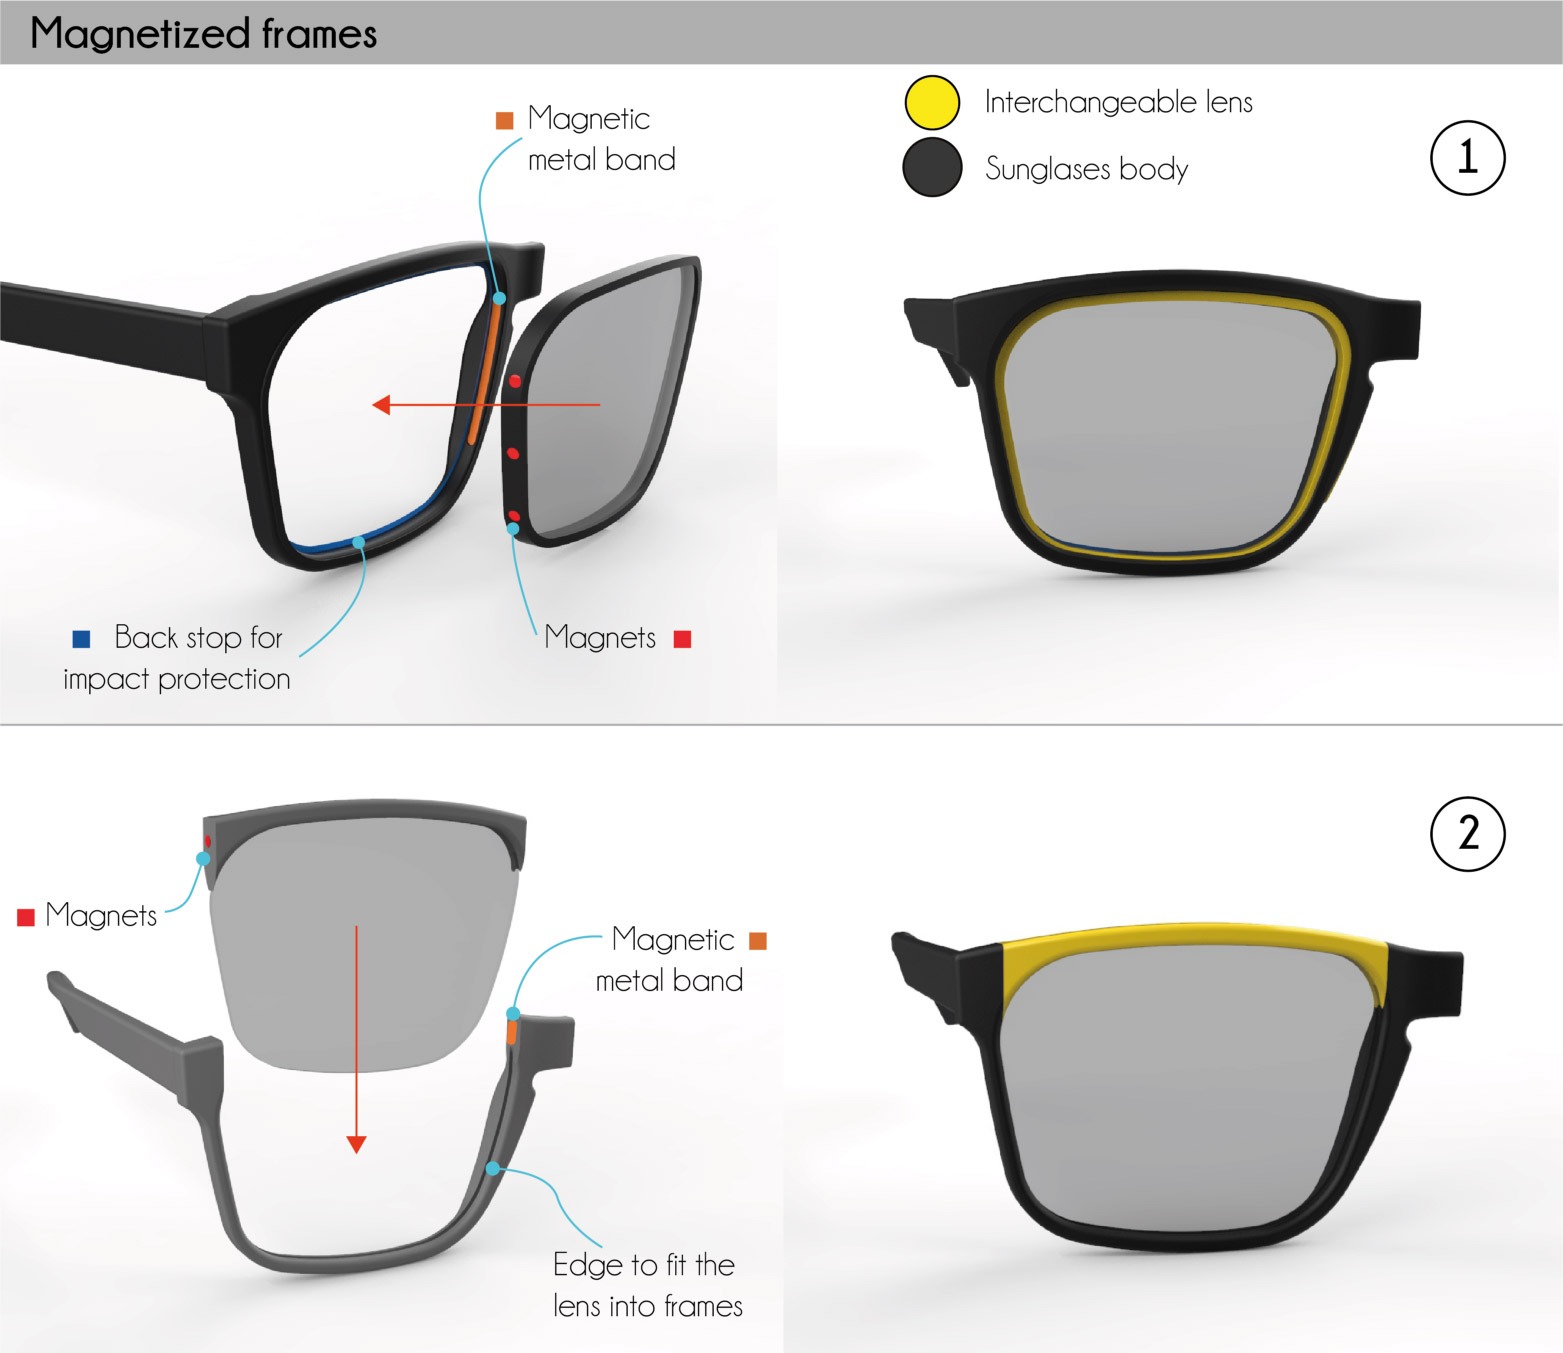 Magnetized frames
Magnetic
metal band
Interchangeable lens
Sunglases body
1
Back stop for
impact protection
Magnets
2
Magnets
Magnetic
metal band
Edge to fit the
lens into frames